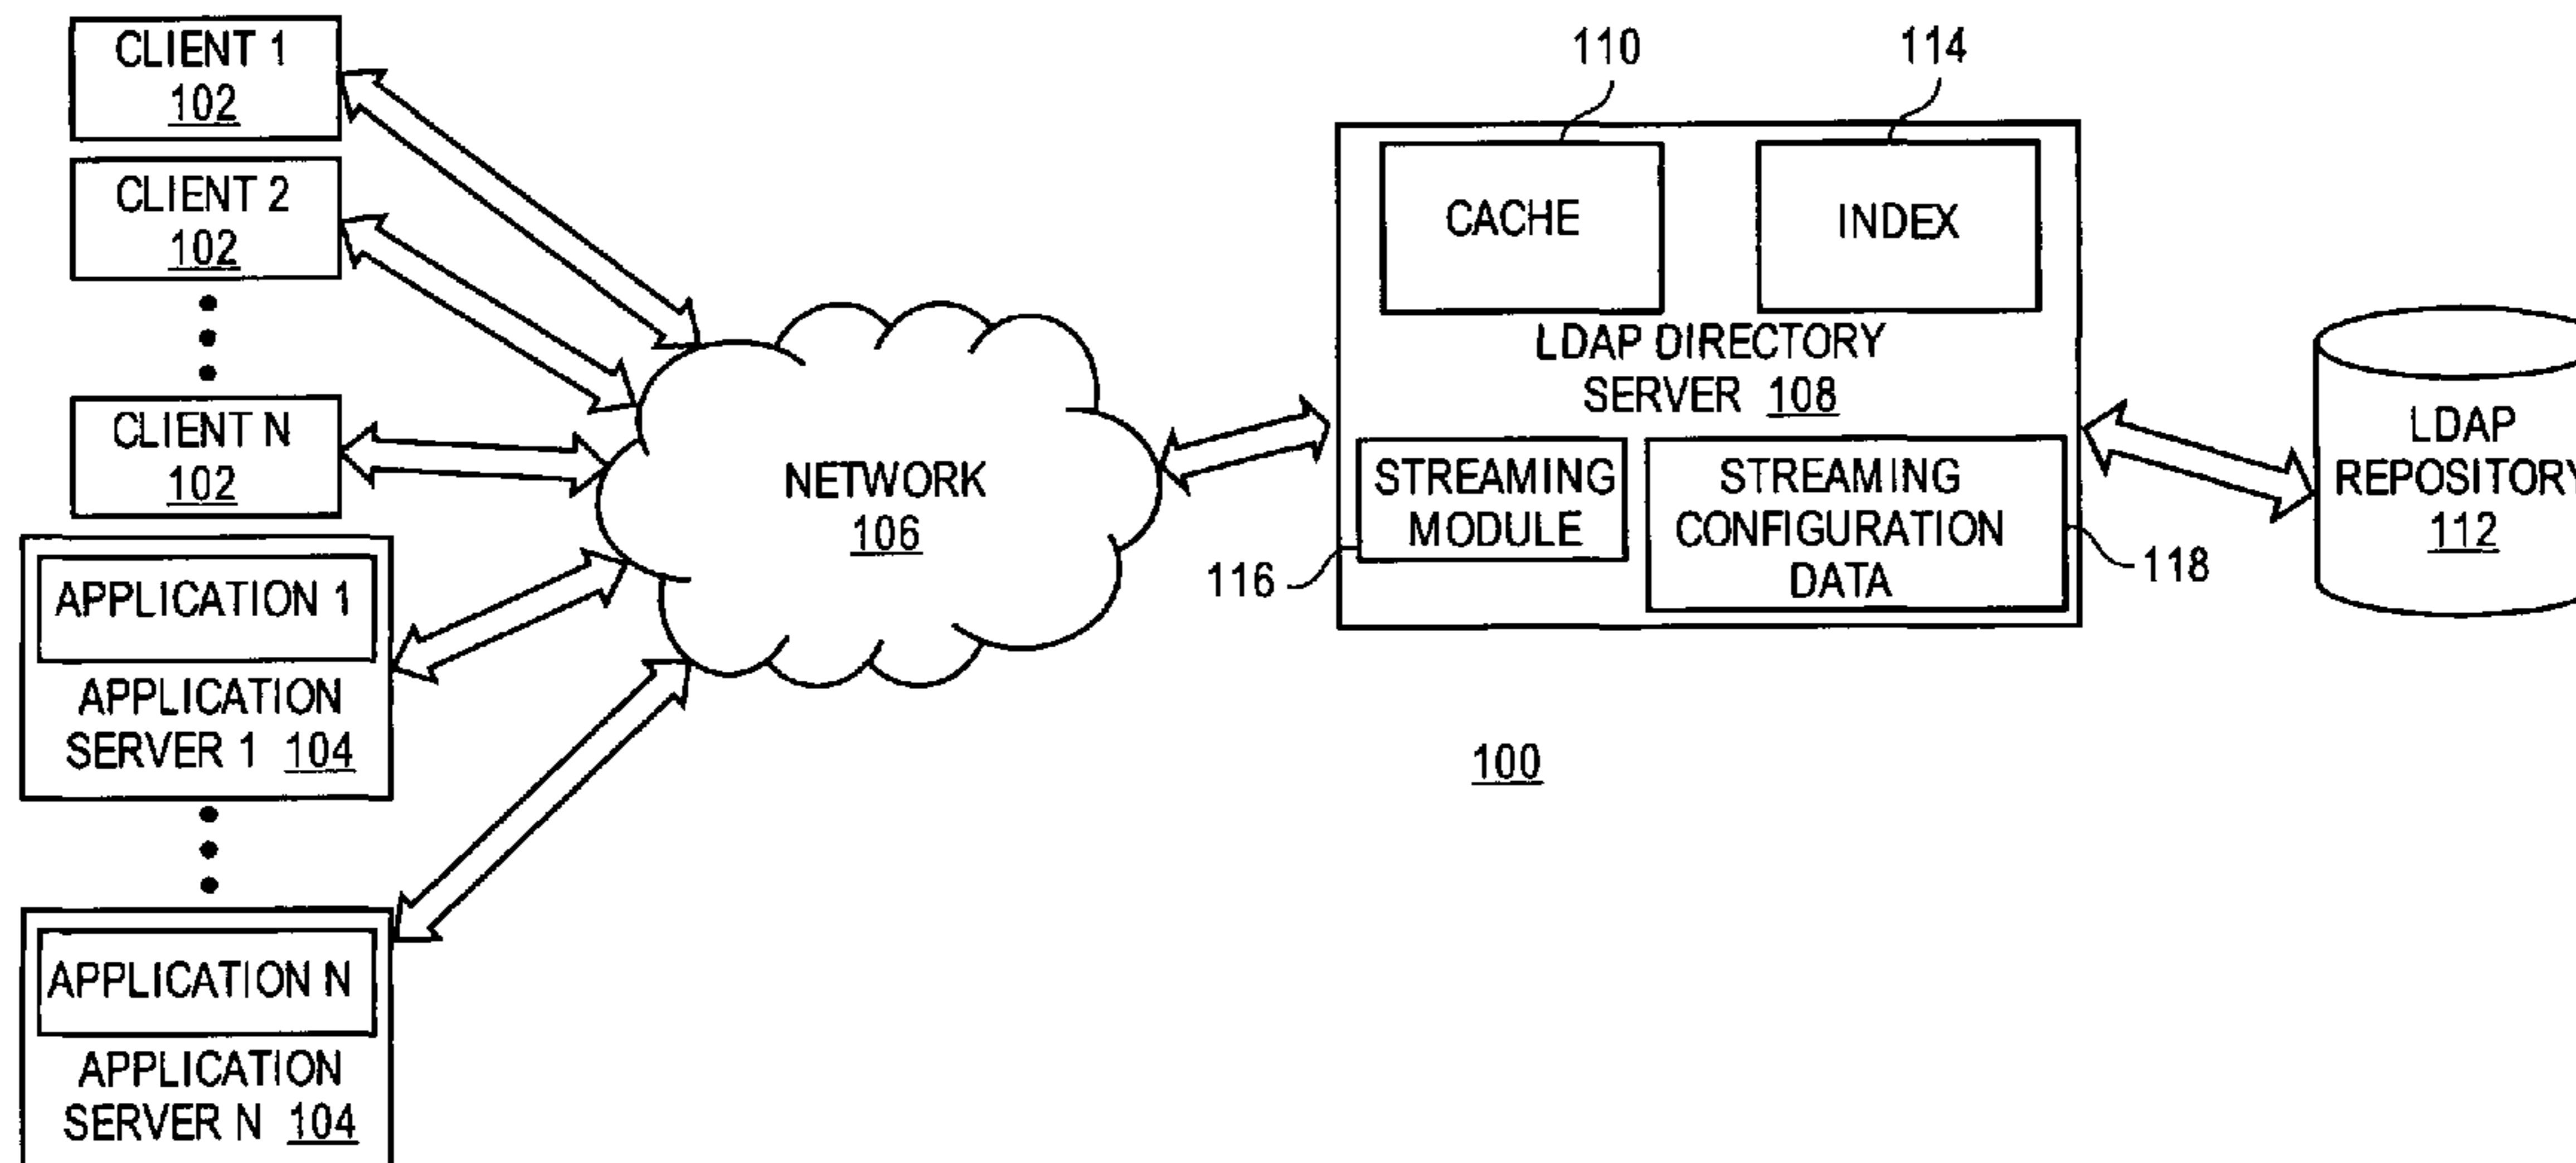 CLIENT 1
102
CLIENT 2
102
CLIENT N
102
APPLICATION 1
APPLICATION
SERVER 1 104
APPLICATION N
APPLICATION
SERVER N 104
NETWORK
106
110
114
CACHE
INDEX
LDAP DIRECTORY
SERVER 108
STREAMING
MODULE
STREAMING
CONFIGURATION
DATA
116
118
LDAP
REPOSITORY
112
100